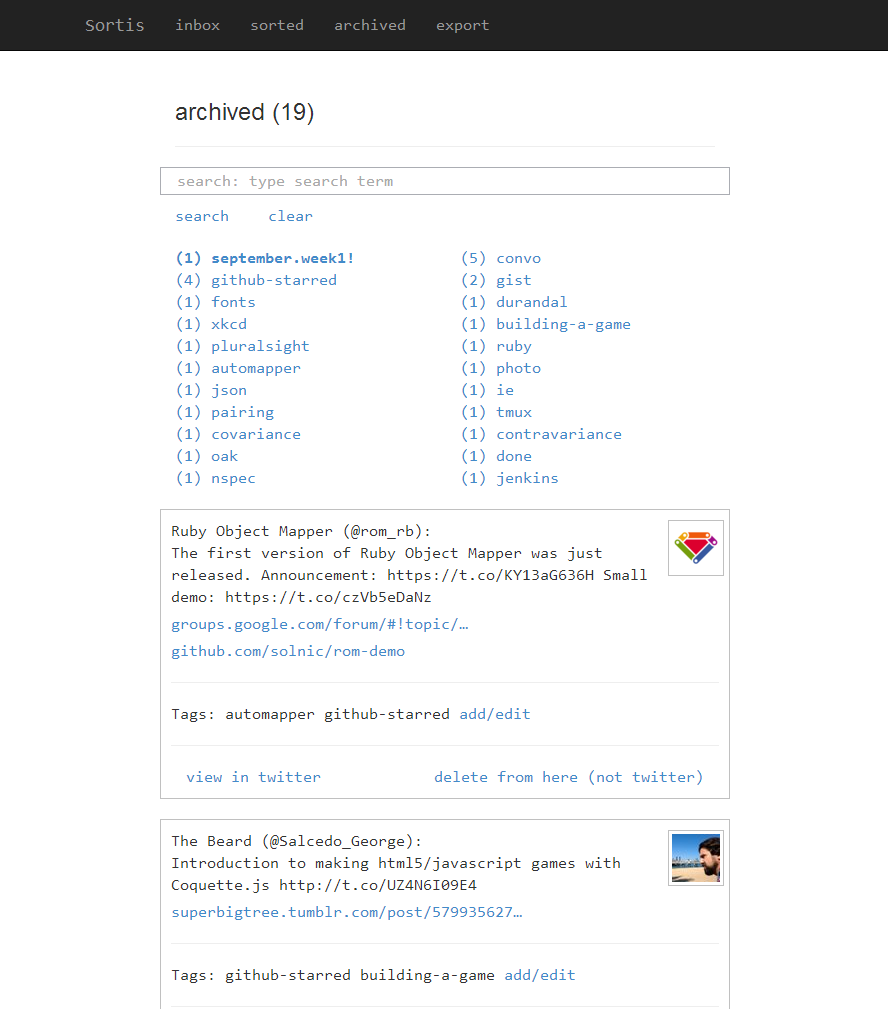 Sortis inbox sorted archived export
archived (19)
search: type search term
search clear
(1) september.week1! (5) convo
(4) github-starred (2) gist
(1) fonts (1) durandal
(1) xkcd (1) building-a-game
(1) pluralsight (1) ruby
(1) automapper (1) photo
(1) json (1) ie
(1) pairing (1) tmux
(1) covariance (1) contravariance
(1) oak (1) done
(1) nspec (1) jenkins
Ruby Object Mapper (@rom_rb):
The first version of Ruby Object Mapper was just
released. Announcement: https://t.co/KY13aG636H Small
demo: https://t.co/czVb5eDaNz
groups.google.com/forum/#!topic/…
github.com/solnic/rom-demo
Tags: automapper github-starred add/edit
view in twitter delete from here (not twitter)
The Beard (@Salcedo_George):
Introduction to making html5/javascript games with
Coquette.js http://t.co/UZ4N6I09E4
superbigtree.tumblr.com/post/579935627…
Tags: github-starred building-a-game add/edit